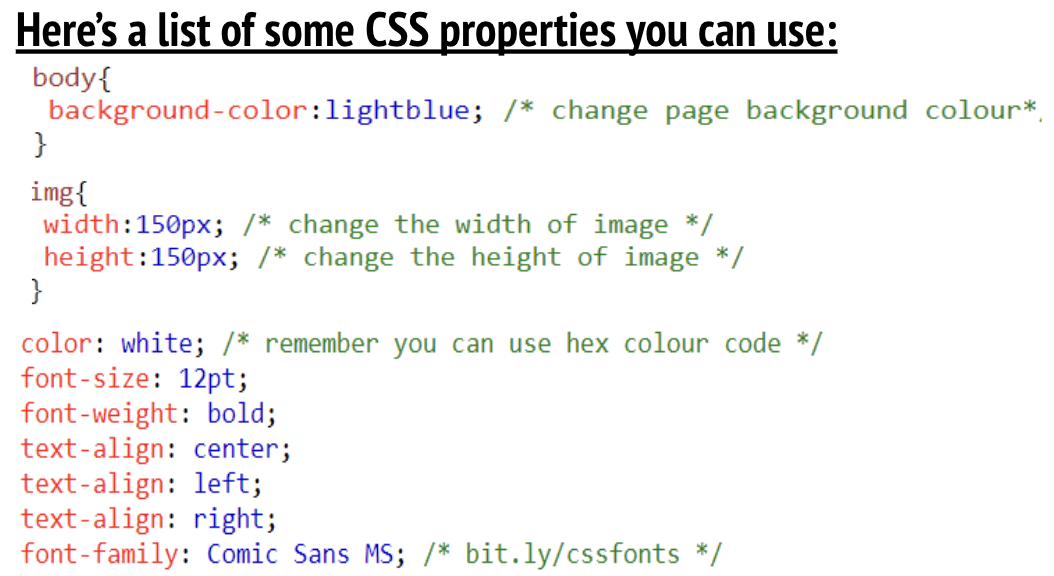 Here's a list of some CSS properties you can use:
body{
background-color:lightblue; /* change page background colour*/
}
img{
width:150px; /* change the width of image */
height:150px; /* change the height of image */
}
color: white; /* remember you can use hex colour code */
font-size: 12pt;
font-weight: bold;
text-align: center;
text-align: left;
text-align: right;
font-family: Comic Sans MS; /* bit.ly/cssfonts */